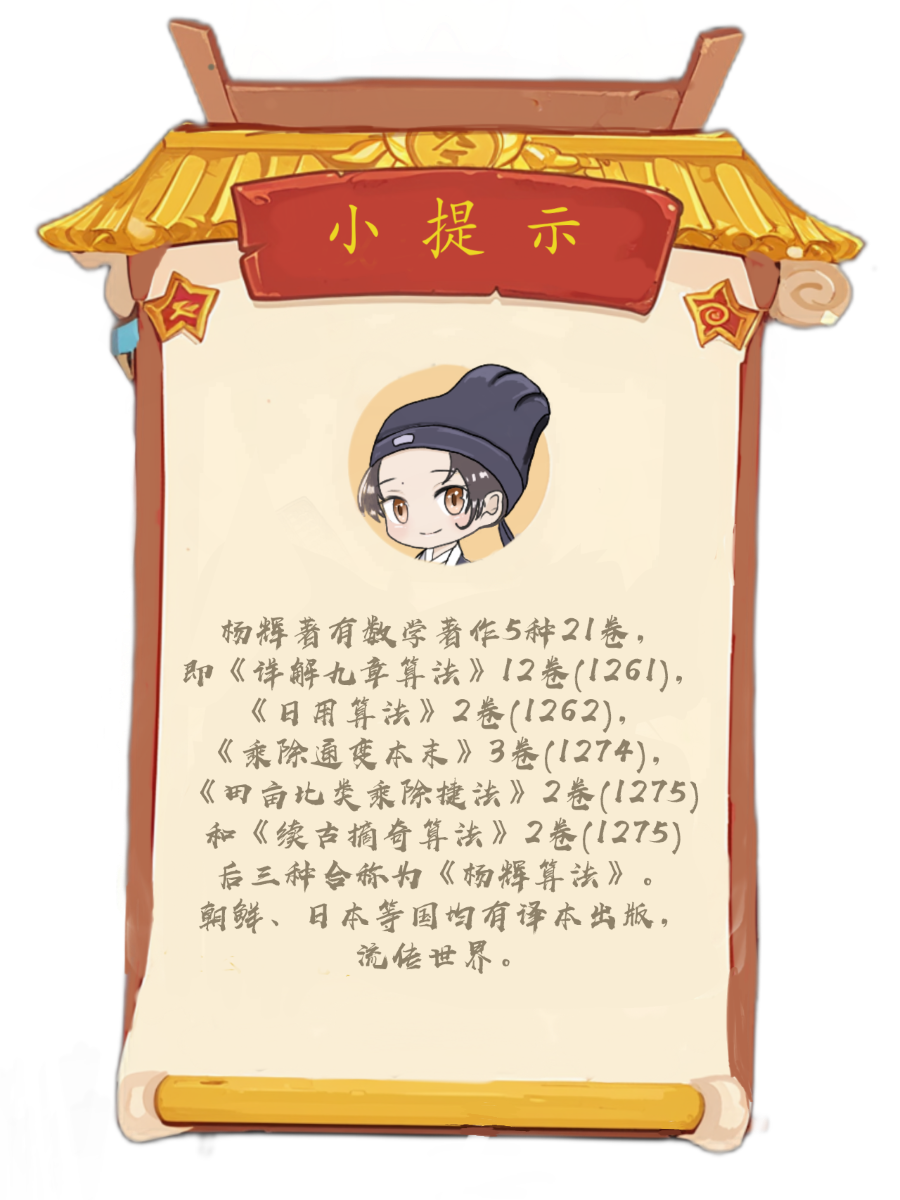 小提示
杨辉著有数学著作5种21卷，
即《详解九章算法》12卷(1261)，
《日用算法》2卷(1262)，
《乘除通变本末》3卷(1274)，
《田亩比类乘除捷法》2卷(1275)
和《续古摘奇算法》2卷(1275)
后三种合称为《杨辉算法》。
朝鲜、日本等国均有译本出版，
流传世界。